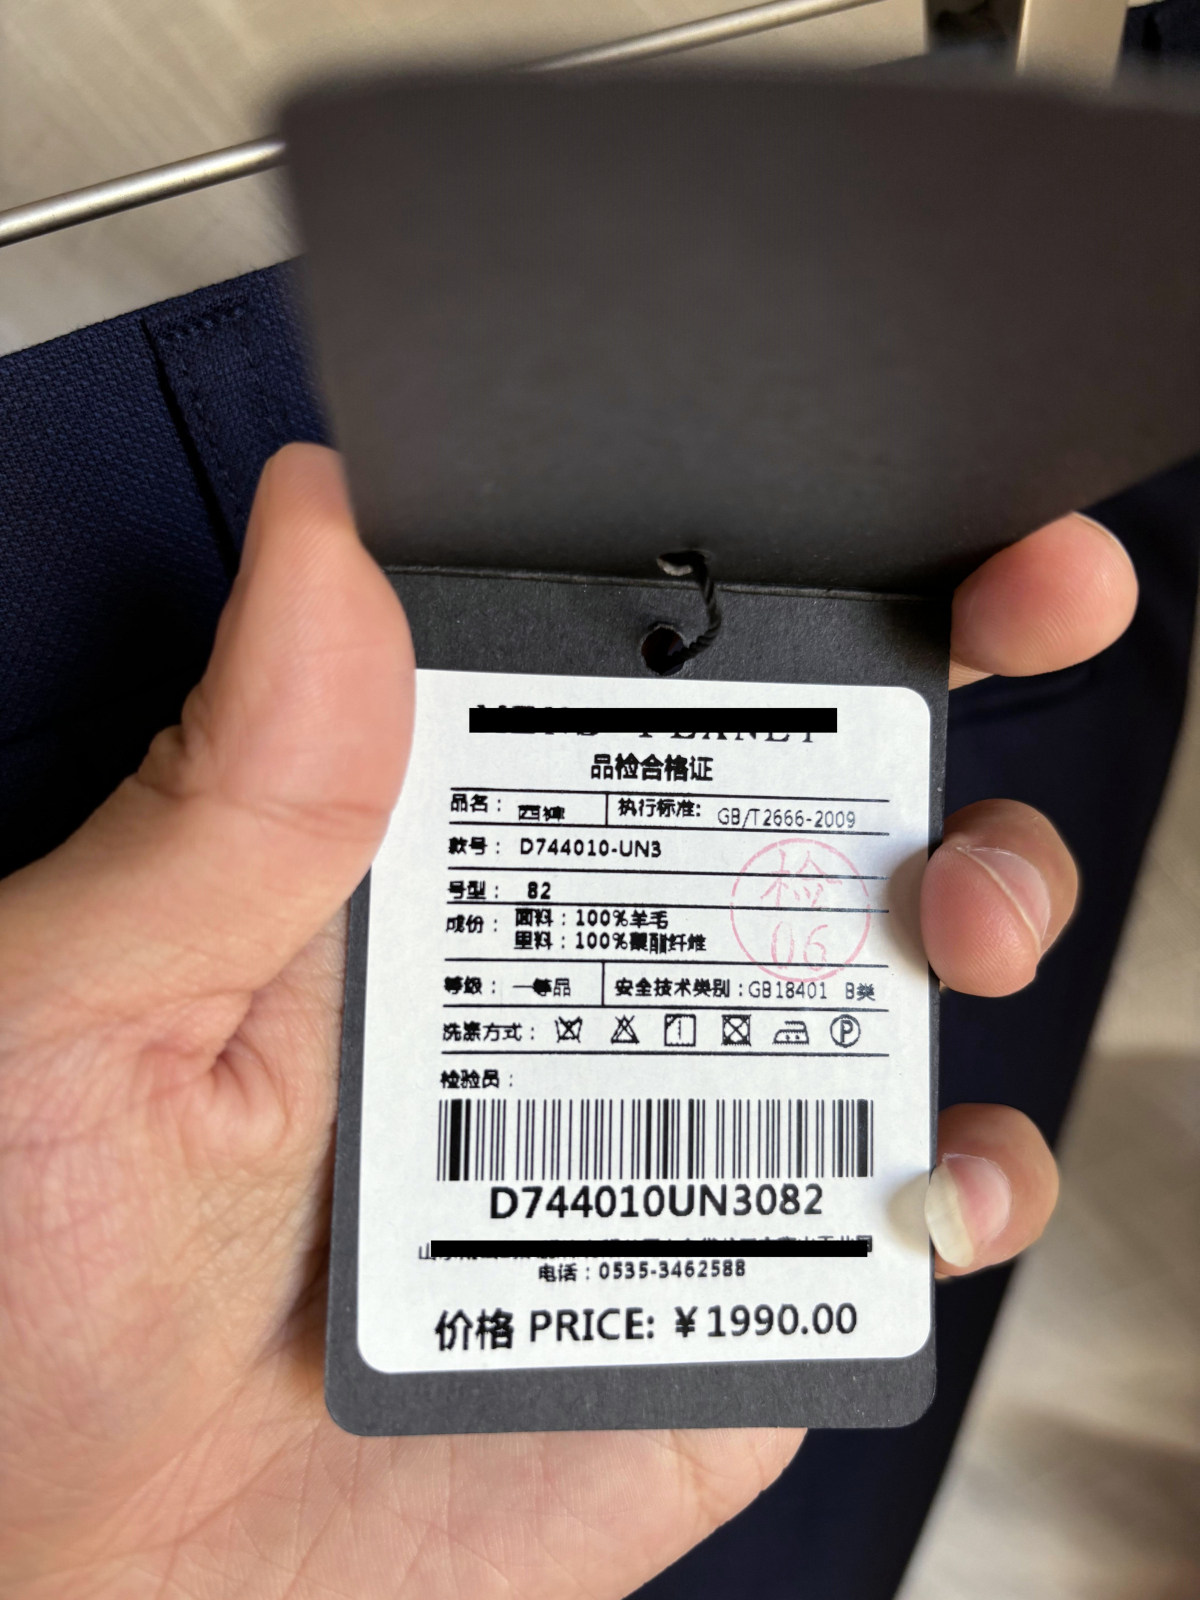 PLANET
品检合格证
品名： 西裤 执行标准: GB/T2666-2009
款号： D744010-UN3
号型： 82
成份： 面料：100%羊毛
里料：100%聚酯纤维
检 06
等级： 一等品 安全技术类别：GB18401 B类
洗涤方式： P
检验员：
D744010UN3082
电话：0535-3462588
价格 PRICE: ￥1990.00